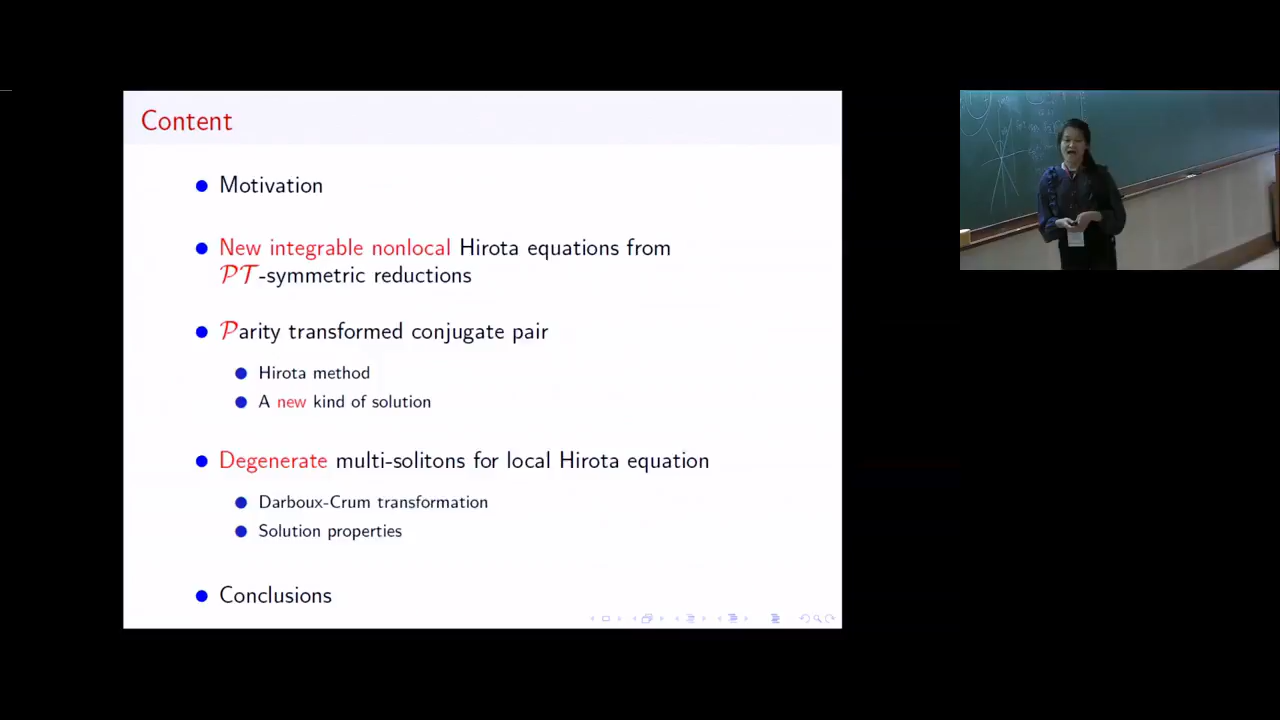 Content
Motivation
New integrable nonlocal Hirota equations from
PT-symmetric reductions
Parity transformed conjugate pair
Hirota method
A new kind of solution
Degenerate multi-solitons for local Hirota equation
Darboux-Crum transformation
Solution properties
Conclusions